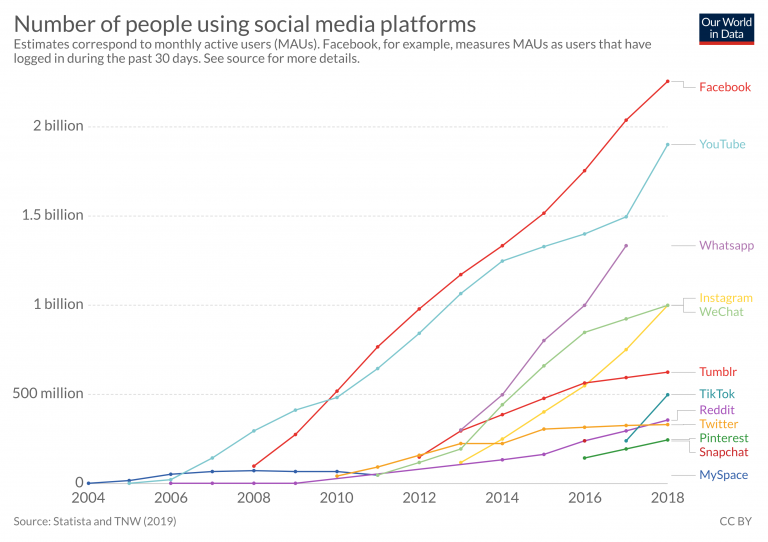 Number of people using social media platforms
Our World
in Data
Estimates correspond to monthly active users (MAUs). Facebook, for example, measures MAUs as users that have
logged in during the past 30 days. See source for more details.
Facebook
2 billion
YouTube
1.5 billion
Whatsapp
1 billion
Instagram
WeChat
Tumblr
500 million
TikTok
Reddit
Twitter
Pinterest
Snapchat
MySpace
0
2004 2006 2008 2010 2012 2014 2016 2018
Source: Statista and TNW (2019)
CC BY